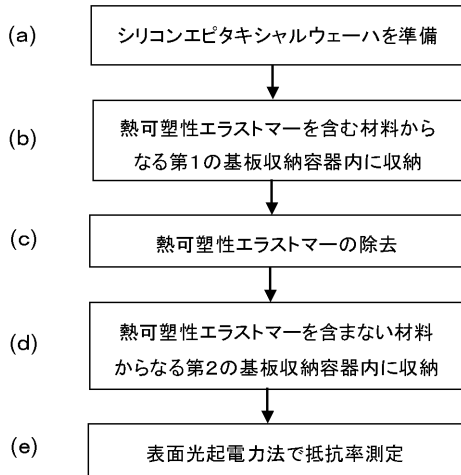 (a)
シリコンエピタキシャルウェーハを準備
(b)
熱可塑性エラストマーを含む材料から
なる第1の基板収納容器内に収納
(c)
熱可塑性エラストマーの除去
(d)
熱可塑性エラストマーを含まない材料
からなる第2の基板収納容器内に収納
(e)
表面光起電力法で抵抗率測定